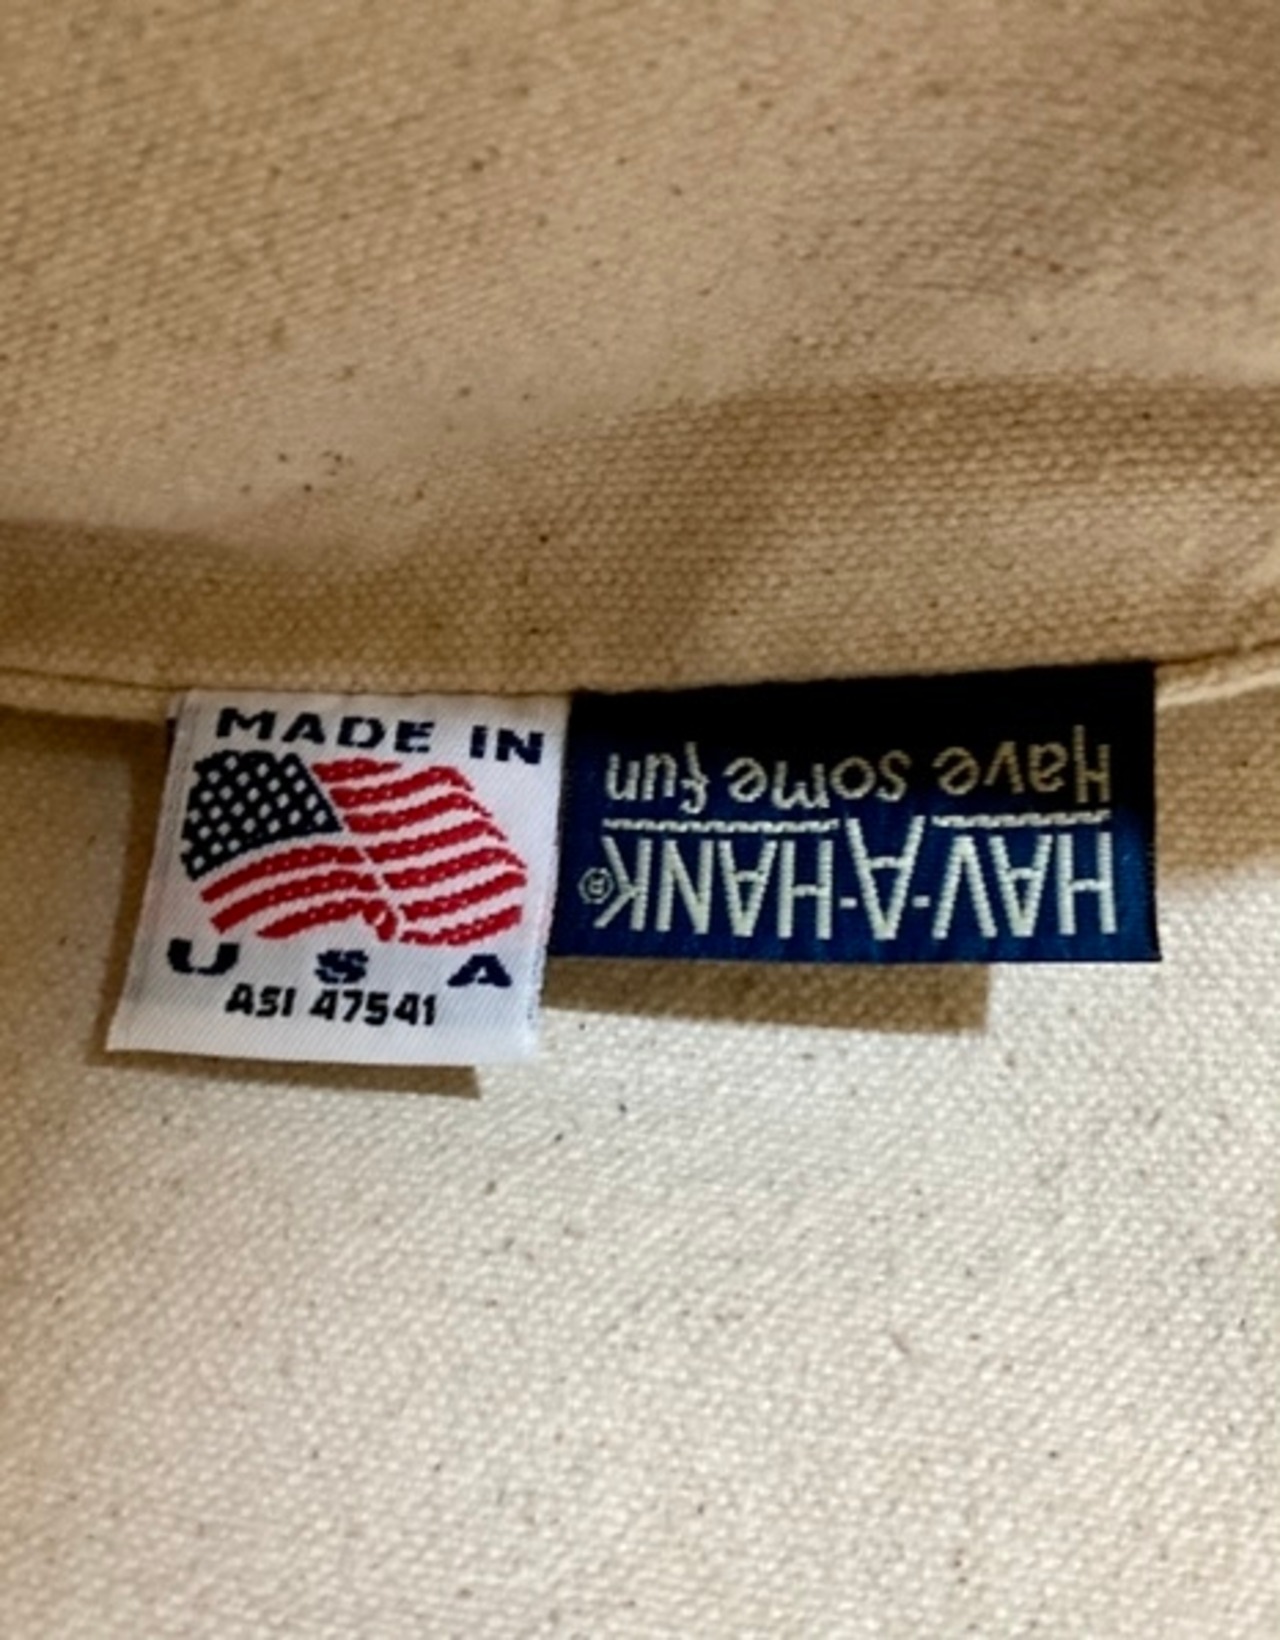 MADE IN
U S A
ASI 47541
HAV-A-HANK®
Have some fun